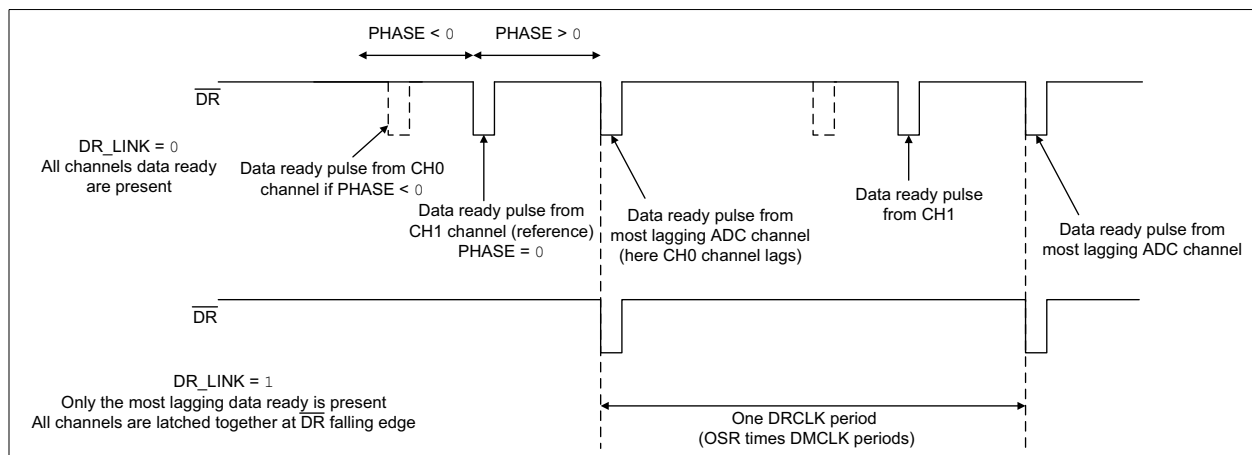 PHASE < 0
PHASE > 0
DR
DR_LINK = 0
All channels data ready
are present
Data ready pulse from CH0
channel if PHASE < 0
Data ready pulse from
CH1 channel (reference)
PHASE = 0
Data ready pulse from
most lagging ADC channel
(here CH0 channel lags)
Data ready pulse
from CH1
Data ready pulse from
most lagging ADC channel
DR
DR_LINK = 1
Only the most lagging data ready is present
All channels are latched together at DR falling edge
One DRCLK period
(OSR times DMCLK periods)